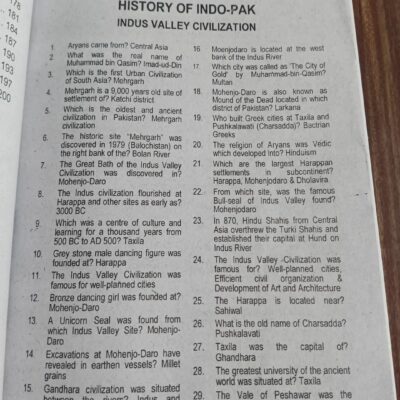 178
181
184
187
190
193
197
200
HISTORY OF INDO-PAK
INDUS VALLEY CIVILIZATION
1. Aryans came from? Central Asia
2. What was the real name of
Muhammad bin Qasim? Imad-ud-Din
3. Which is the first Urban Civilization
of South Asia? Mehrgarh
4. Mehrgarh is a 9,000 years old site of
settlement of? Katchi district
5. Which is the oldest and ancient
civilization in Pakistan? Mehrgarh
civilization
6. The historic site "Mehrgarh" was
discovered in 1979 (Balochistan) on
the right bank of the? Bolan River
7. The Great Bath of the Indus Valley
Civilization was discovered in?
Mohenjo-Daro
8. The Indus civilization flourished at
Harappa and other sites as early as?
3000 BC
9. Which was a centre of culture and
learning for a thousand years from
500 BC to AD 500? Taxila
10. Grey stone male dancing figure was
found at? Harappa
11. The Indus Valley Civilization was
famous for well-planned cities
12. Bronze dancing girl was found at?
Mohenjo-Daro
13. A Unicorn Seal was found from
which Indus Valley Site? Mohenjo-
Daro
14. Excavations at Mohenjo-Daro have
revealed in earthen vessels? Millet
grains
15. Gandhara civilization was situated
between the rivers? Indus and
16. Moenjodaro is located at the west
bank of the Indus River
17. Which city was called as 'The City of
Gold' by Muhammad-bin-Qasim?
Multan
18. Mohenjo-Daro is also known as
Mound of the Dead located in which
district of Pakistan? Larkana
19. Who built Greek cities at Taxila and
Pushkalawati (Charsadda)? Bactrian
Greeks
20. The religion of Aryans was Vedic
which developed into? Hinduism
21. Which are the largest Harappan
settlements in subcontinent?
Harappa, Mohenjodaro & Dholavira
22. From which site, was the famous
Bull-seal of Indus Valley found?
Mohenjodaro
23. In 870, Hindu Shahis from Central
Asia overthrew the Turki Shahis and
established their capital at Hund on
Indus River
24. The Indus Valley Civilization was
famous for? Well-planned cities,
Efficient civil organization &
Development of Art and Architecture
25. The Harappa is located near?
Sahiwal
26. What is the old name of Charsadda?
Pushkalavati
27. Taxila was the capital of?
Ghandhara
28. The greatest university of the ancient
world was situated at? Taxila
29. The Vale of Peshawar was the